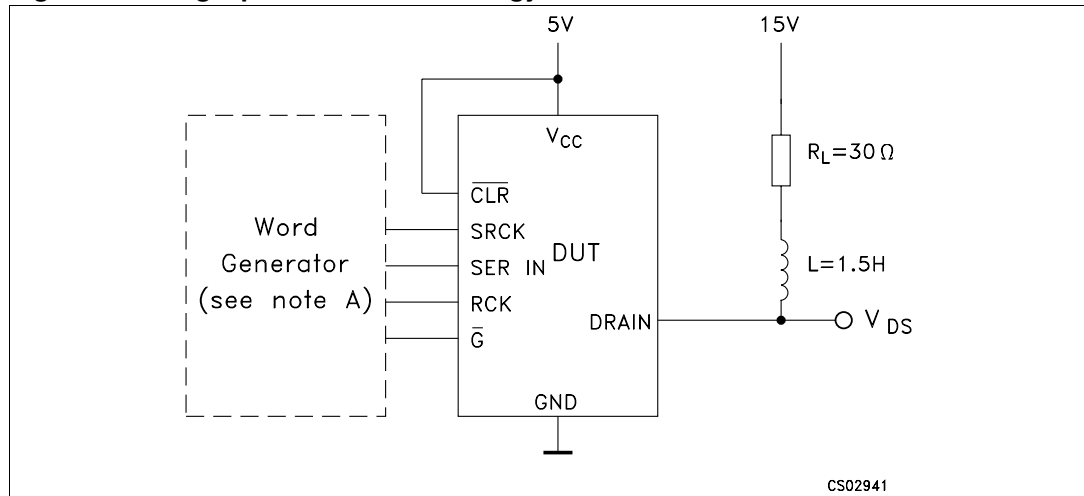 5V
15V
V_CC
R_L=30Ω
CLR
Word
Generator
(see note A)
SRCK
SER IN
DUT
L=1.5H
RCK
DRAIN
V_DS
G
GND
CS02941